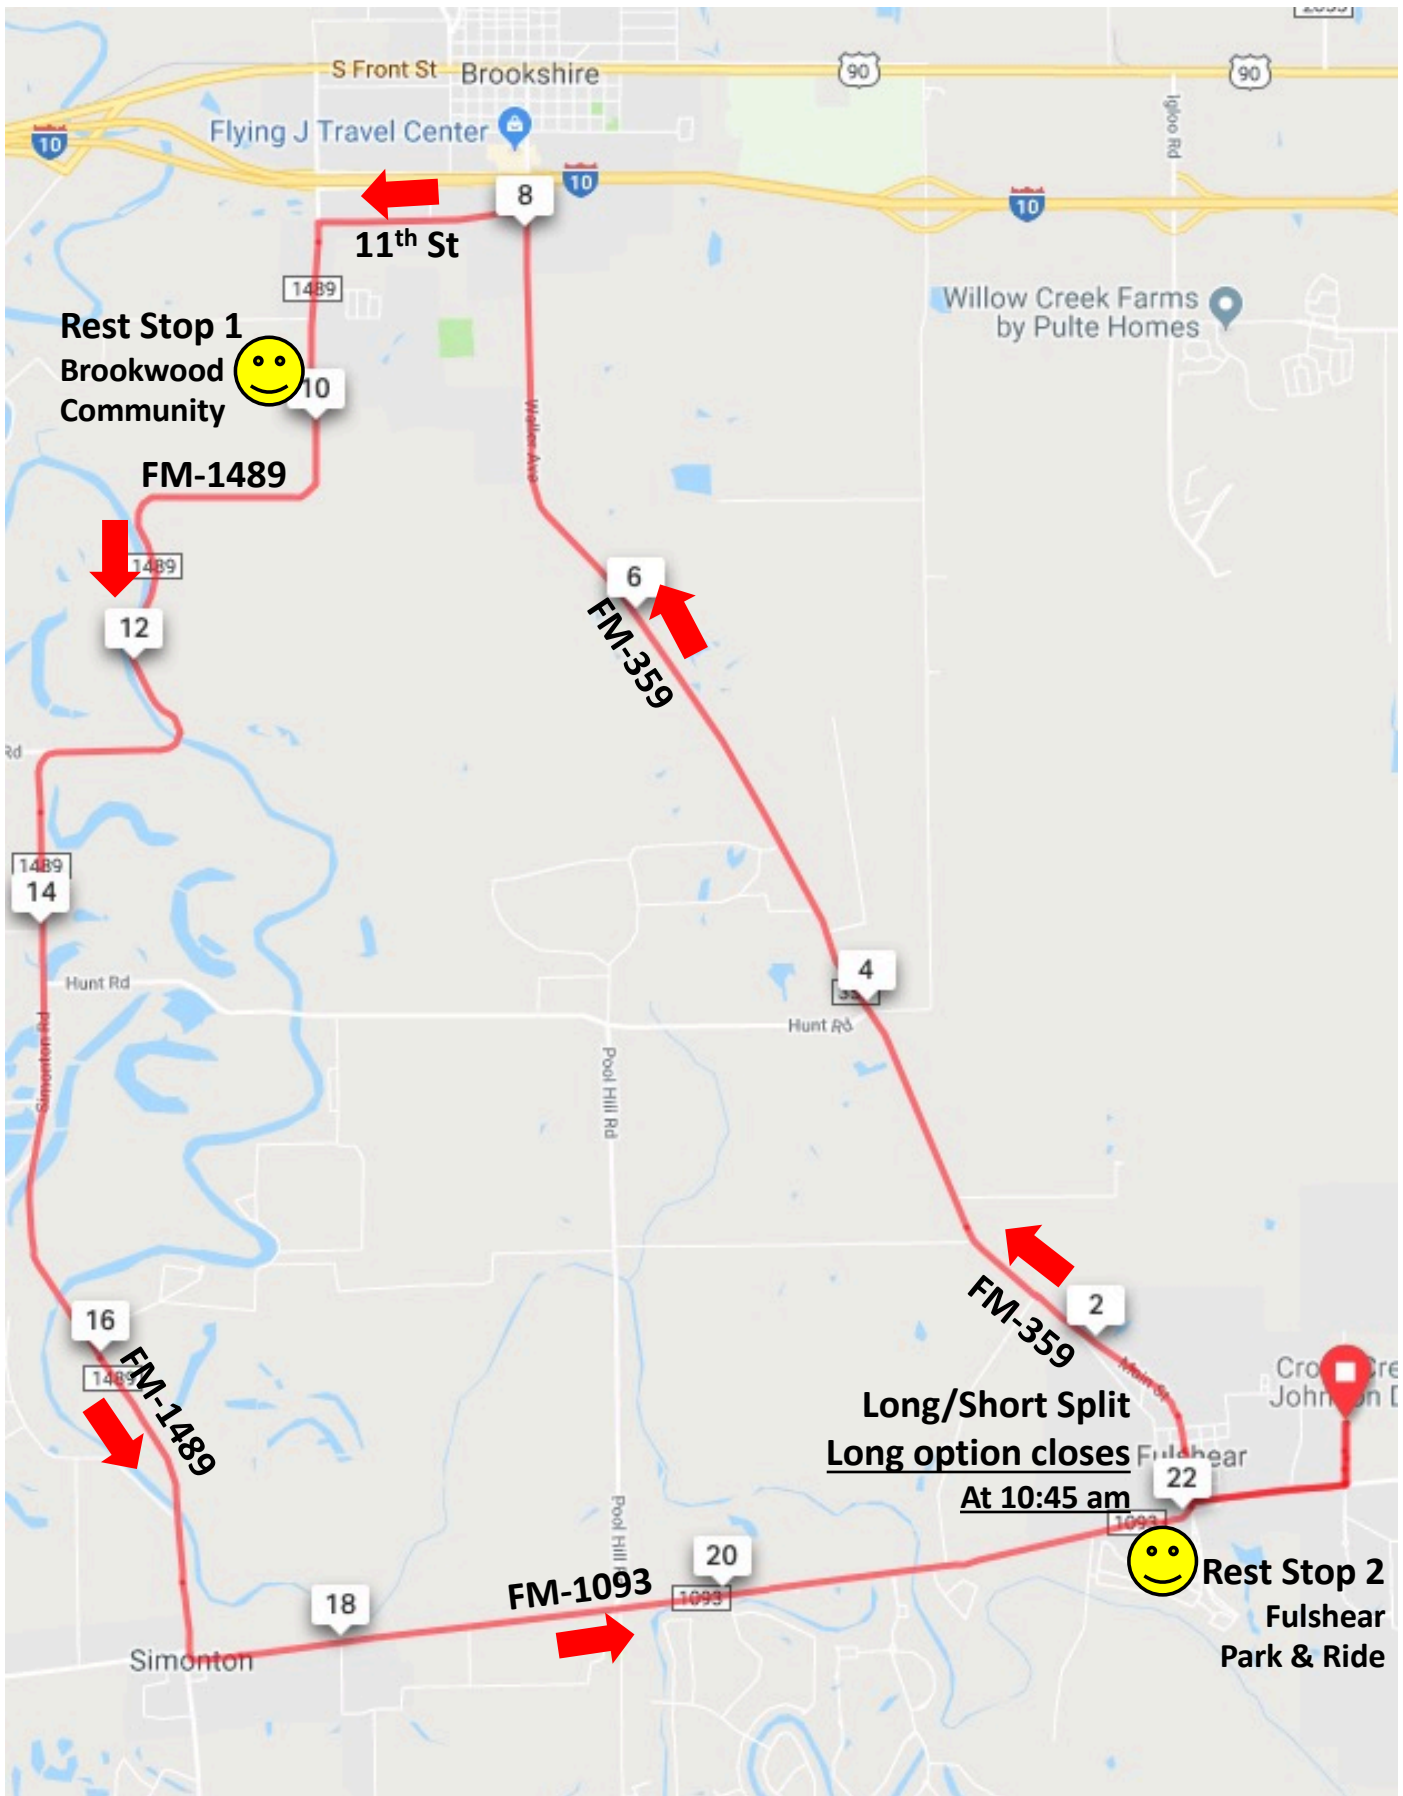 S Front St
Brookshire
90
90
Igloo Rd
Flying J Travel Center
10
10
10
8
11th St
1489
Willow Creek Farms
by Pulte Homes
Rest Stop 1
Brookwood
Community
10
Waller Ave
FM-1489
1489
6
12
FM-359
Rd
1489
14
4
Hunt Rd
Hunt Rd
Simonton Rd
Pool Hill Rd
2
FM-359
16
1489
FM-1489
Main St
Long/Short Split
Long option closes
At 10:45 am
Fulshear
22
1093
Pool Hill
20
FM-1093
1093
Rest Stop 2
Fulshear
Park & Ride
18
Simonton